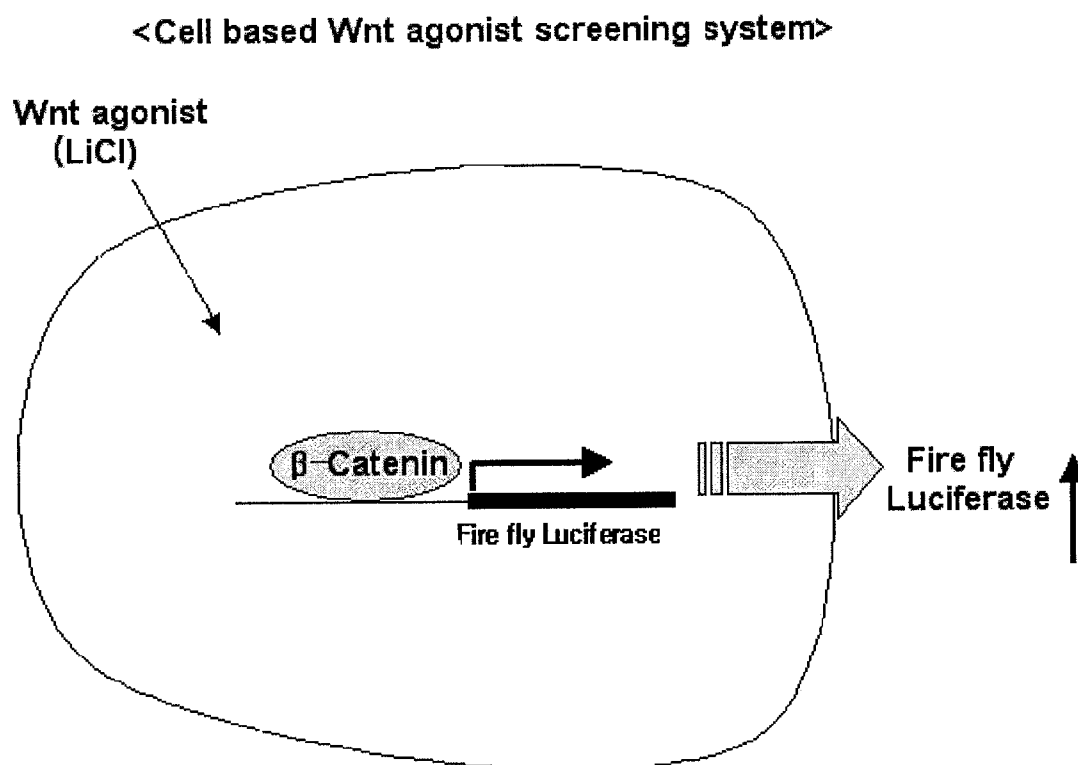 <Cell based Wnt agonist screening system>
Wnt agonist
(LiCl)
β-Catenin
Fire fly Luciferase
Fire fly
Luciferase